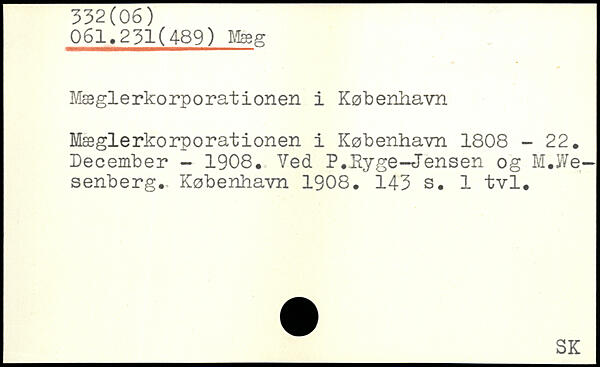 332(06)
061.231(489) Mæg
Mæglerkorporationen i København
Mæglerkorporationen i København 1808 - 22.
December - 1908. Ved P.Ryge-Jensen og M.We-
senberg. København 1908. 143 s. 1 tvl.
SK